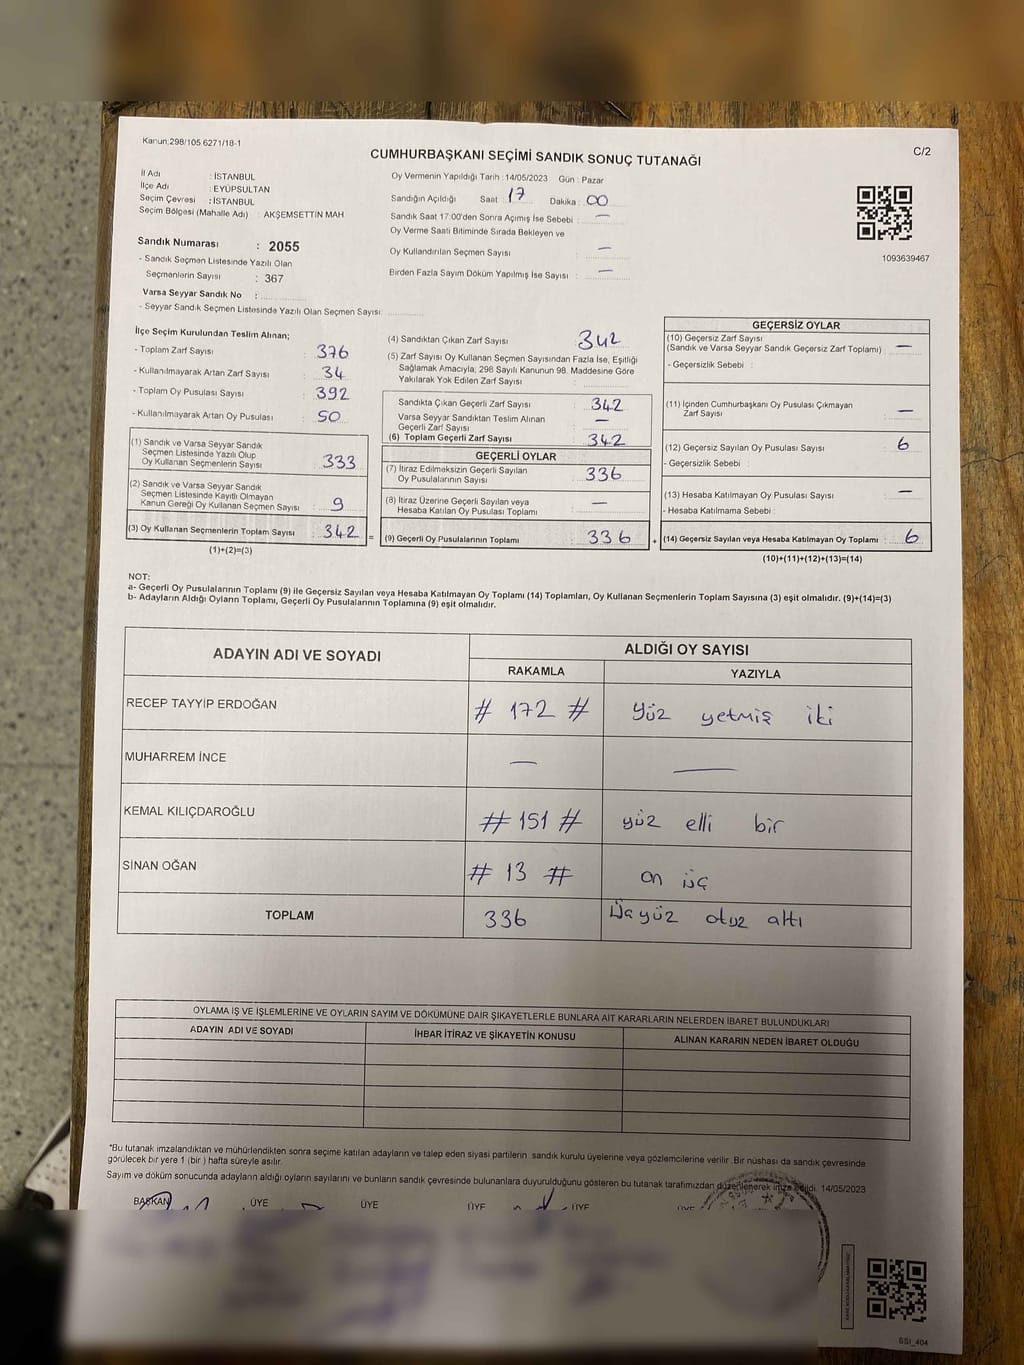 Kanun:298/105 6271/18-1
C/2
CUMHURBAŞKANI SEÇİMİ SANDIK SONUÇ TUTANAĞI
İl Adı : İSTANBUL
İlçe Adı : EYÜPSULTAN
Seçim Çevresi : İSTANBUL
Seçim Bölgesi (Mahalle Adı) : AKŞEMSETTİN MAH
Sandık Numarası : 2055
- Sandık Seçmen Listesinde Yazılı Olan
Seçmenlerin Sayısı : 367
Varsa Seyyar Sandık No :
- Seyyar Sandık Seçmen Listesinde Yazılı Olan Seçmen Sayısı:
Oy Vermenin Yapıldığı Tarih : 14/05/2023 Gün : Pazar
Sandığın Açıldığı Saat 17 Dakika : 00
Sandık Saat 17:00'den Sonra Açımış İse Sebebi : —
Oy Verme Saati Bitiminde Sırada Bekleyen ve
Oy Kullandırılan Seçmen Sayısı : —
Birden Fazla Sayım Döküm Yapılmış İse Sayısı : —
1093639467
İlçe Seçim Kurulundan Teslim Alınan;
- Toplam Zarf Sayısı : 376
- Kullanılmayarak Artan Zarf Sayısı : 34
- Toplam Oy Pusulası Sayısı : 392
- Kullanılmayarak Artan Oy Pusulası : 50
(1) Sandık ve Varsa Seyyar Sandık
Seçmen Listesinde Yazılı Olup
Oy Kullanan Seçmenlerin Sayısı : 333
(2) Sandık ve Varsa Seyyar Sandık
Seçmen Listesinde Kayıtlı Olmayan
Kanun Gereği Oy Kullanan Seçmen Sayısı : 9
(3) Oy Kullanan Seçmenlerin Toplam Sayısı : 342 =
(1)+(2)=(3)
(4) Sandıktan Çıkan Zarf Sayısı : 342
(5) Zarf Sayısı Oy Kullanan Seçmen Sayısından Fazla İse, Eşitliği
Sağlamak Amacıyla, 298 Sayılı Kanunun 98. Maddesine Göre
Yakılarak Yok Edilen Zarf Sayısı :
Sandıkta Çıkan Geçerli Zarf Sayısı : 342
Varsa Seyyar Sandıktan Teslim Alınan
Geçerli Zarf Sayısı : —
(6) Toplam Geçerli Zarf Sayısı : 342
GEÇERLİ OYLAR
(7) İtiraz Edilmeksizin Geçerli Sayılan
Oy Pusulalarının Sayısı : 336
(8) İtiraz Üzerine Geçerli Sayılan veya
Hesaba Katılan Oy Pusulaları Toplamı : —
(9) Geçerli Oy Pusulalarının Toplamı : 336 +
GEÇERSİZ OYLAR
(10) Geçersiz Zarf Sayısı
(Sandık ve Varsa Seyyar Sandık Geçersiz Zarf Toplamı) : —
- Geçersizlik Sebebi :
(11) İçinden Cumhurbaşkanı Oy Pusulası Çıkmayan
Zarf Sayısı : —
(12) Geçersiz Sayılan Oy Pusulası Sayısı : 6
- Geçersizlik Sebebi :
(13) Hesaba Katılmayan Oy Pusulası Sayısı : —
- Hesaba Katılmama Sebebi :
(14) Geçersiz Sayılan veya Hesaba Katılmayan Oy Toplamı : 6
(10)+(11)+(12)+(13)=(14)
NOT:
a- Geçerli Oy Pusulalarının Toplamı (9) ile Geçersiz Sayılan veya Hesaba Katılmayan Oy Toplamı (14) Toplamları, Oy Kullanan Seçmenlerin Toplam Sayısına (3) eşit olmalıdır. (9)+(14)=(3)
b- Adayların Aldığı Oyların Toplamı, Geçerli Oy Pusulalarının Toplamına (9) eşit olmalıdır.
ADAYIN ADI VE SOYADI
ALDIĞI OY SAYISI
RAKAMLA YAZIYLA
RECEP TAYYİP ERDOĞAN # 172 # yüz yetmiş iki
MUHARREM İNCE — —
KEMAL KILIÇDAROĞLU # 151 # yüz elli bir
SİNAN OĞAN # 13 # on üç
TOPLAM 336 Üçyüz otuz altı
OYLAMA İŞ VE İŞLEMLERİNE VE OYLARIN SAYIM VE DÖKÜMÜNE DAİR ŞİKAYETLERLE BUNLARA AİT KARARLARIN NELERDEN İBARET BULUNDUKLARI
ADAYIN ADI VE SOYADI İHBAR İTİRAZ VE ŞİKAYETİN KONUSU ALINAN KARARIN NEDEN İBARET OLDUĞU
*Bu tutanak imzalandıktan ve mühürlendikten sonra seçime katılan adayların ve talep eden siyasi partilerin sandık kurulu üyelerine veya gözlemcilerine verilir. Bir nüshası da sandık çevresinde
görülecek bir yere 1 (bir) hafta süreyle asılır.
Sayım ve döküm sonucunda adayların aldığı oyların sayılarını ve bunların sandık çevresinde bulunanlara duyurulduğunu gösteren bu tutanak tarafımızdan düzenlenerek imza edildi. 14/05/2023
BAŞKAN ÜYE ÜYE ÜYE ÜYE ÜYE
SSI_404